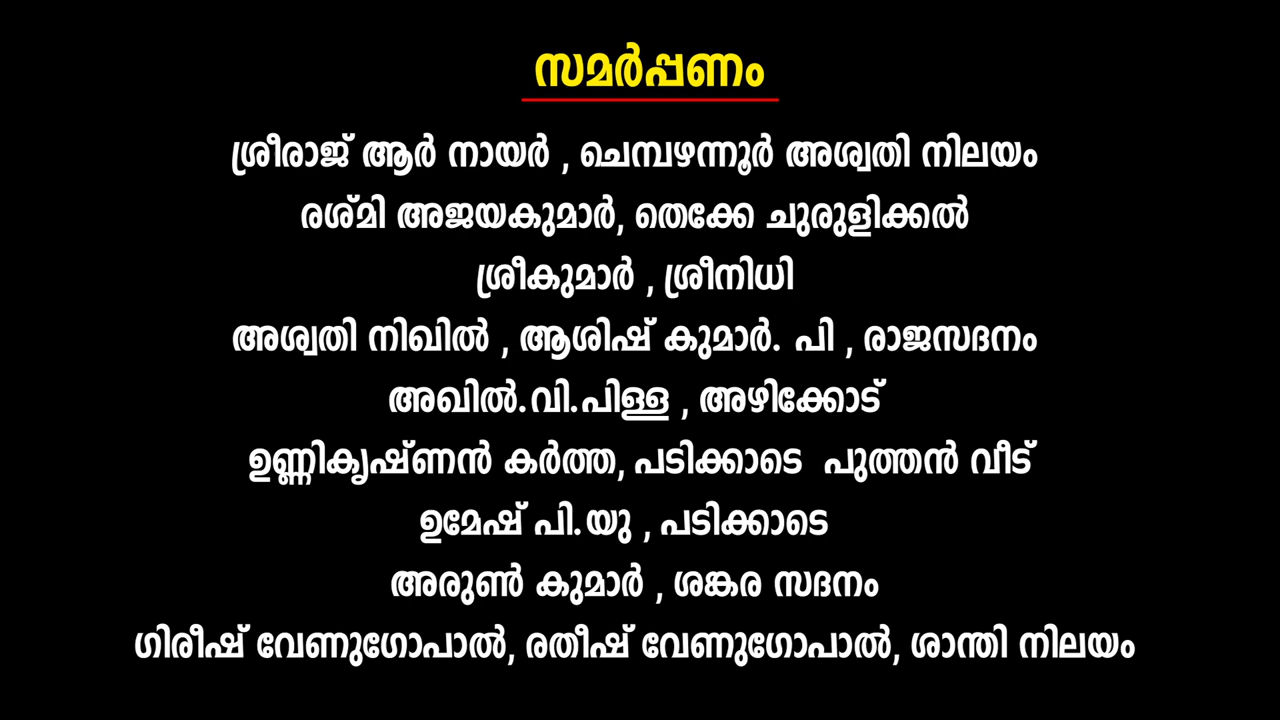 സമർപ്പണം
ശ്രീരാജ് ആർ നായർ , ചെമ്പഴന്നൂർ അശ്വതി നിലയം
രശ്മി അജയകുമാർ, തെക്കേ ചുരുളിക്കൽ
ശ്രീകുമാർ , ശ്രീനിധി
അശ്വതി നിഖിൽ , ആശിഷ് കുമാർ. പി , രാജസദനം
അഖിൽ.വി.പിള്ള , അഴിക്കോട്
ഉണ്ണികൃഷ്ണൻ കർത്ത, പടിക്കാടെ പുത്തൻ വീട്
ഉമേഷ് പി.യു , പടിക്കാടെ
അരുൺ കുമാർ , ശങ്കര സദനം
ഗിരീഷ് വേണുഗോപാൽ, രതീഷ് വേണുഗോപാൽ, ശാന്തി നിലയം